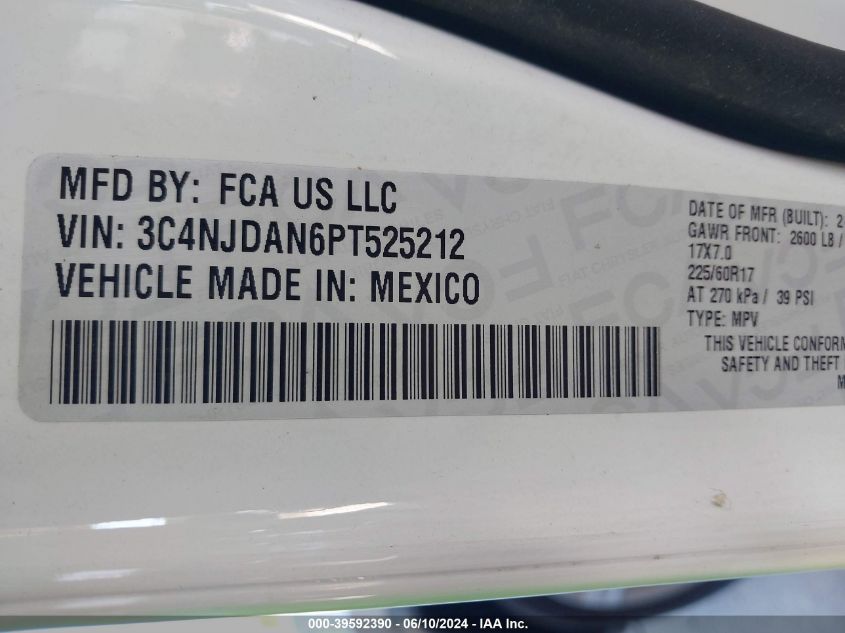 MFD BY: FCA US LLC
VIN: 3C4NJDAN6PT525212
VEHICLE MADE IN: MEXICO
DATE OF MFR (BUILT): 2
GAWR FRONT: 2600 LB /
17X7.0
225/60R17
AT 270 kPa / 39 PSI
TYPE: MPV
THIS VEHICLE CONFORM
SAFETY AND THEFT
M
000-39592390 - 06/10/2024 - IAA Inc.